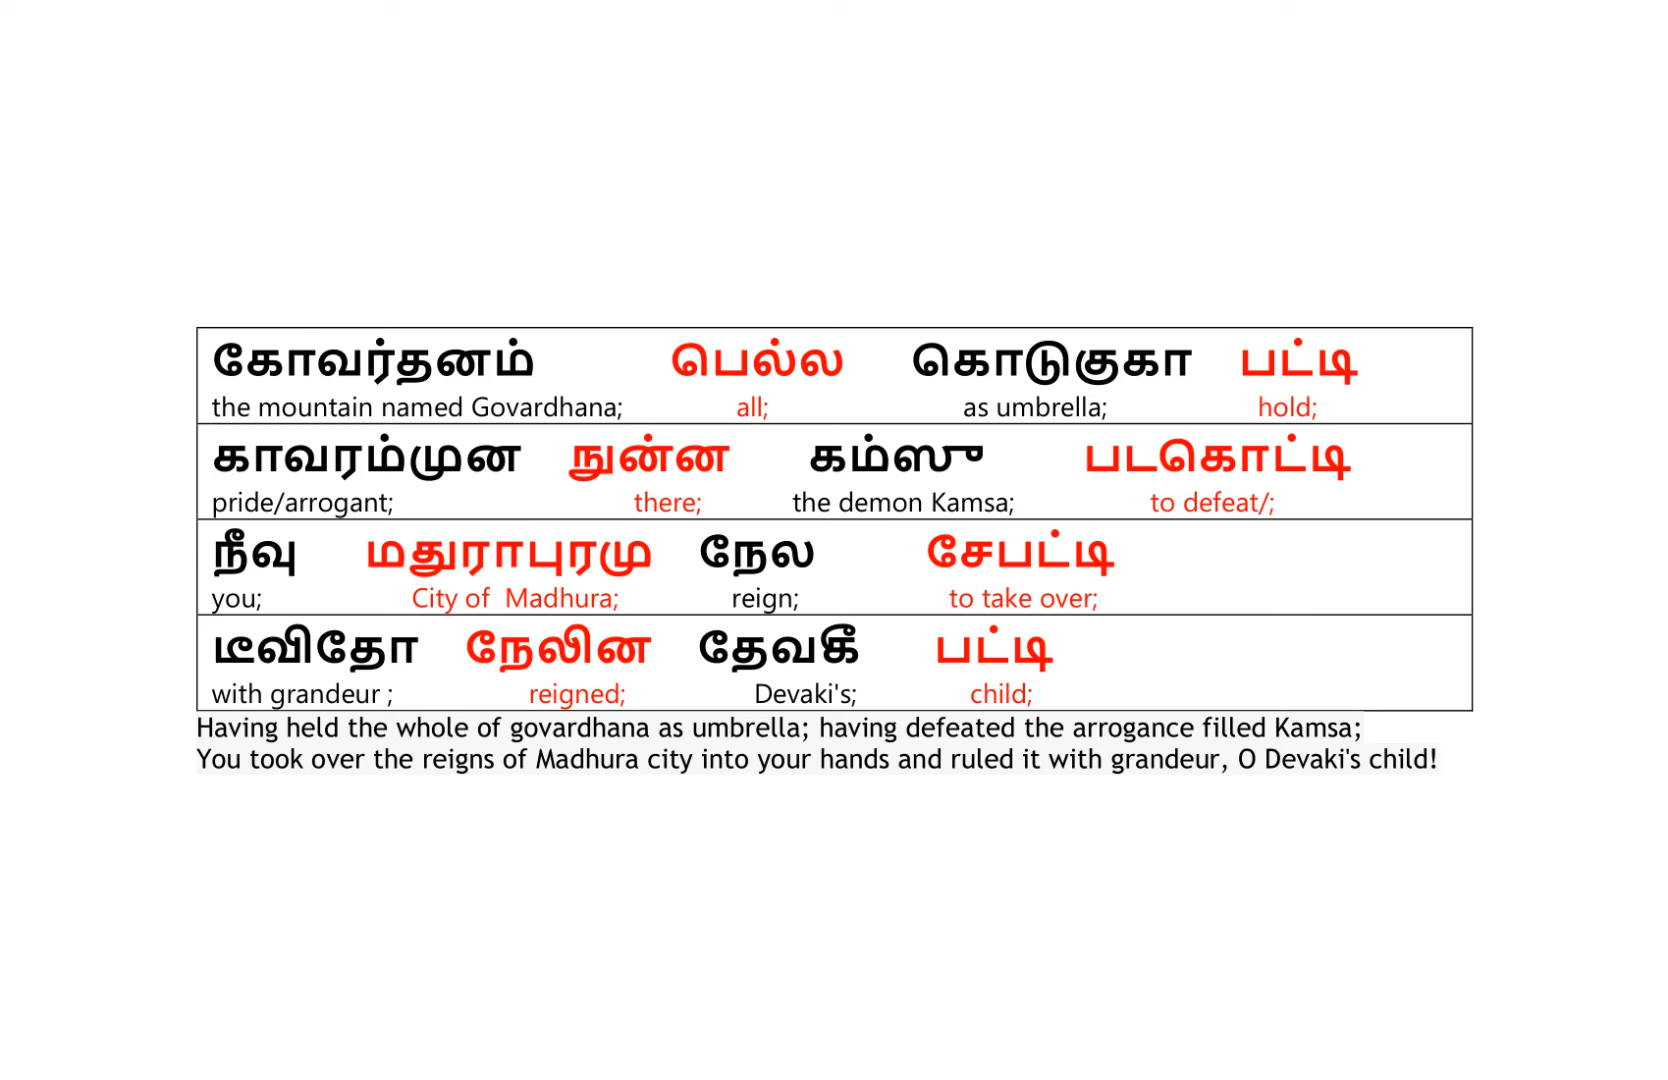 கோவர்தனம் பெல்ல கொடுகுகா பட்டி
the mountain named Govardhana; all; as umbrella; hold;
காவரம்முன நுன்ன கம்ஸு படகொட்டி
pride/arrogant; there; the demon Kamsa; to defeat/;
நீவு மதுராபுரமு நேல சேபட்டி
you; City of Madhura; reign; to take over;
டீவிதோ நேலின தேவகீ பட்டி
with grandeur ; reigned; Devaki's; child;
Having held the whole of govardhana as umbrella; having defeated the arrogance filled Kamsa;
You took over the reigns of Madhura city into your hands and ruled it with grandeur, O Devaki's child!